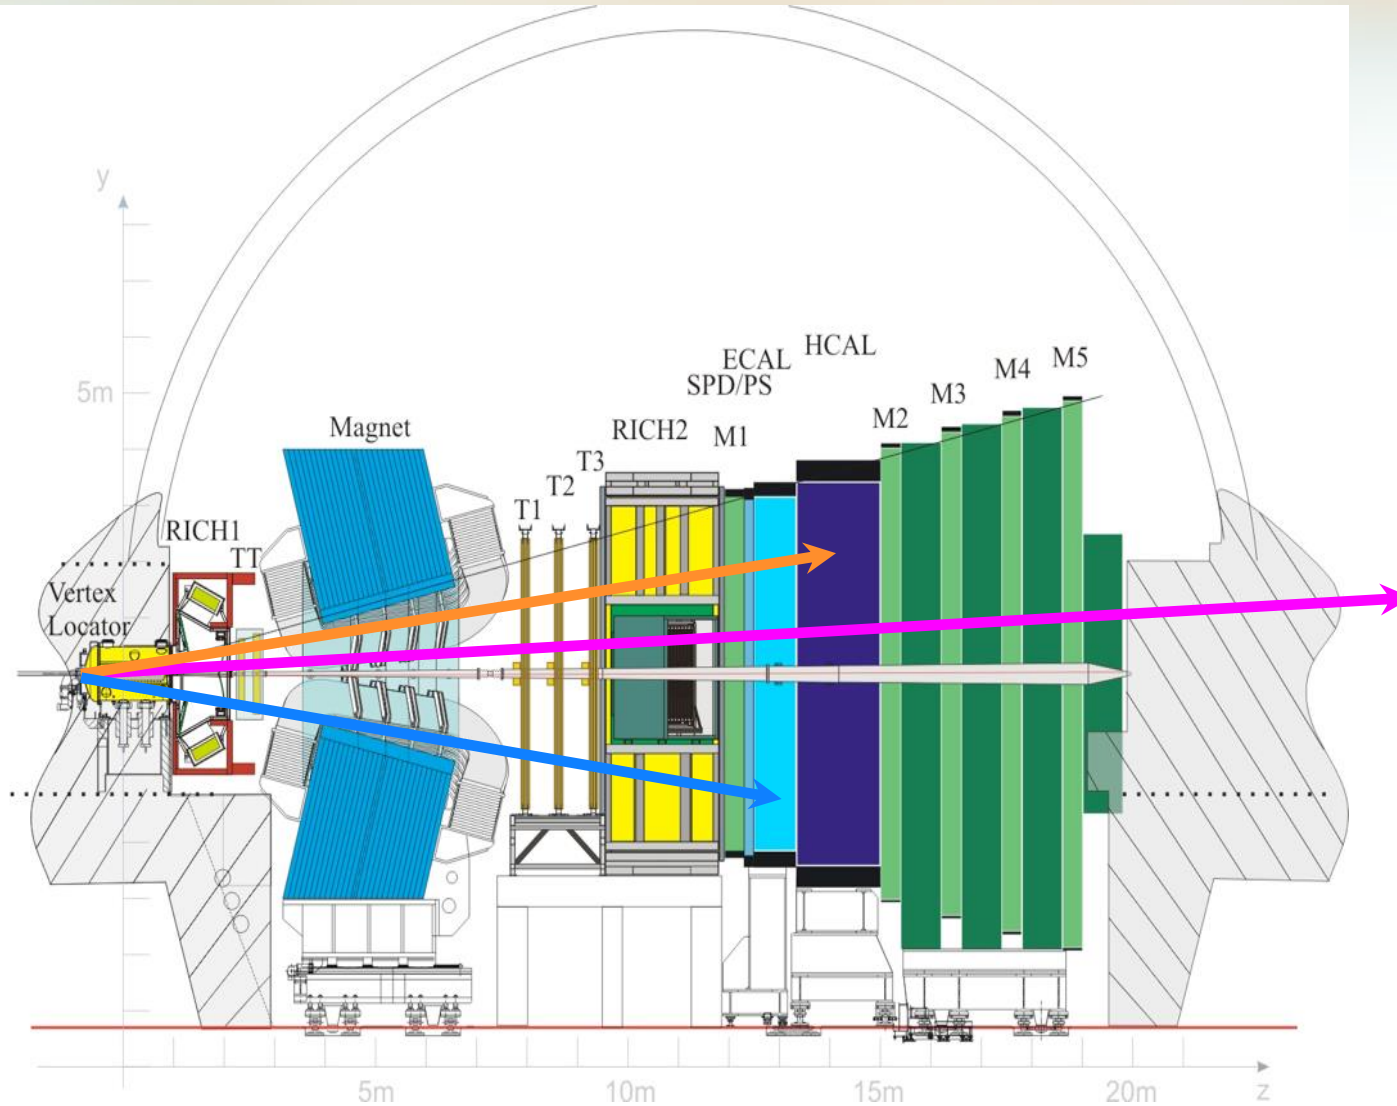 y
5m
Vertex
Locator
RICH1
TT
Magnet
T1
T2
T3
RICH2
M1
SPD/PS
ECAL
HCAL
M2
M3
M4
M5
5m
10m
15m
20m
z